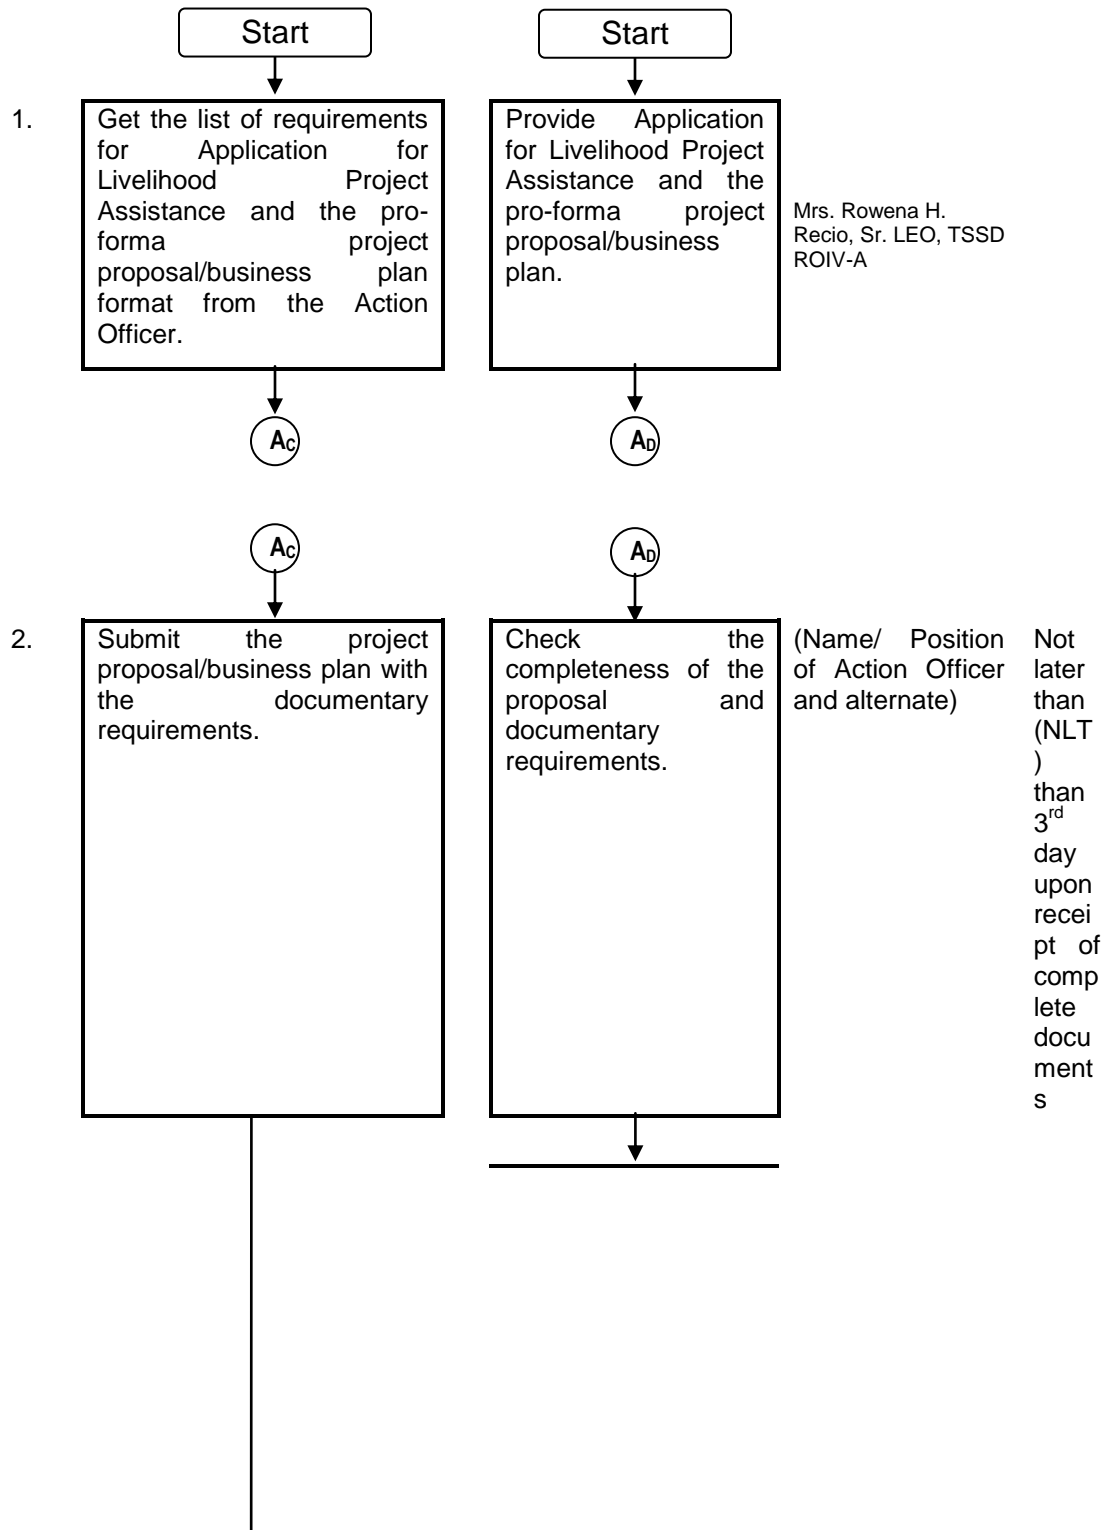 Start
Start
1.
Get the list of requirements
for Application for
Livelihood Project
Assistance and the pro-
forma project
proposal/business plan
format from the Action
Officer.
Provide Application
for Livelihood Project
Assistance and the
pro-forma project
proposal/business
plan.
Mrs. Rowena H.
Recio, Sr. LEO, TSSD
ROIV-A
AC
AD
AC
AD
2.
Submit the project
proposal/business plan with
the documentary
requirements.
Check the
completeness of the
proposal and
documentary
requirements.
(Name/ Position
of Action Officer
and alternate)
Not
later
than
(NLT
)
than
3rd
day
upon
recei
pt of
comp
lete
docu
ment
s